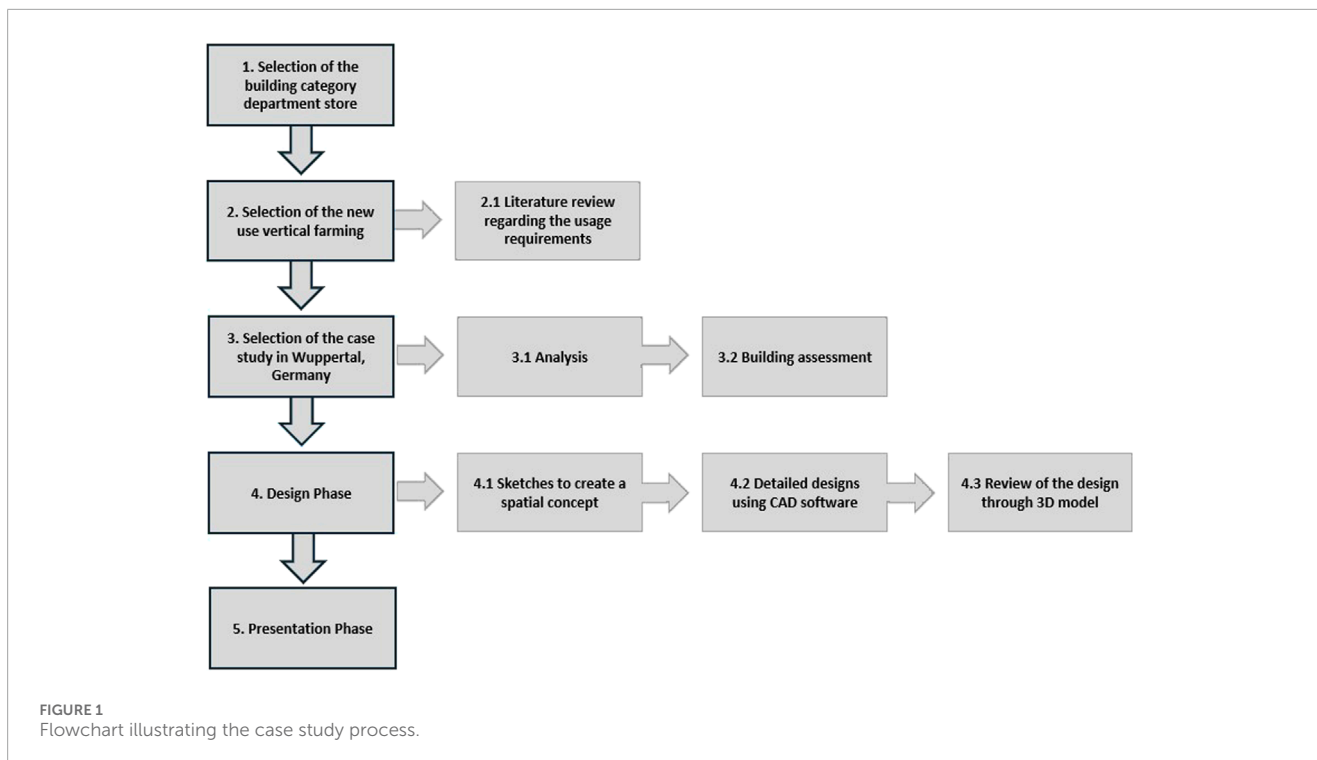 1. Selection of the
building category
department store
2. Selection of the new
use vertical farming
2.1 Literature review
regarding the usage
requirements
3. Selection of the case
study in Wuppertal,
Germany
3.1 Analysis
3.2 Building assessment
4. Design Phase
4.1 Sketches to create a
spatial concept
4.2 Detailed designs
using CAD software
4.3 Review of the design
through 3D model
5. Presentation Phase
FIGURE 1
Flowchart illustrating the case study process.